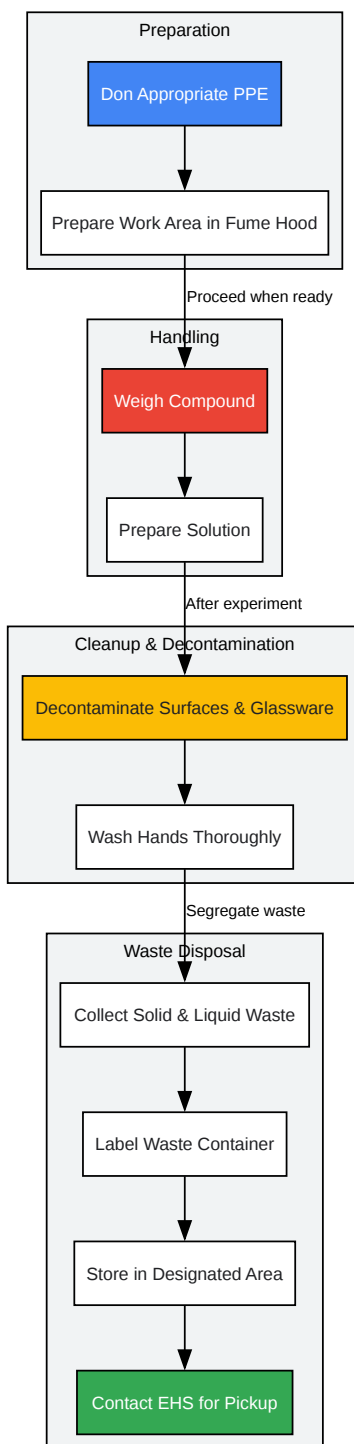 Preparation
Don Appropriate PPE
Prepare Work Area in Fume Hood
Proceed when ready
Handling
Weigh Compound
Prepare Solution
After experiment
Cleanup & Decontamination
Decontaminate Surfaces & Glassware
Wash Hands Thoroughly
Segregate waste
Waste Disposal
Collect Solid & Liquid Waste
Label Waste Container
Store in Designated Area
Contact EHS for Pickup